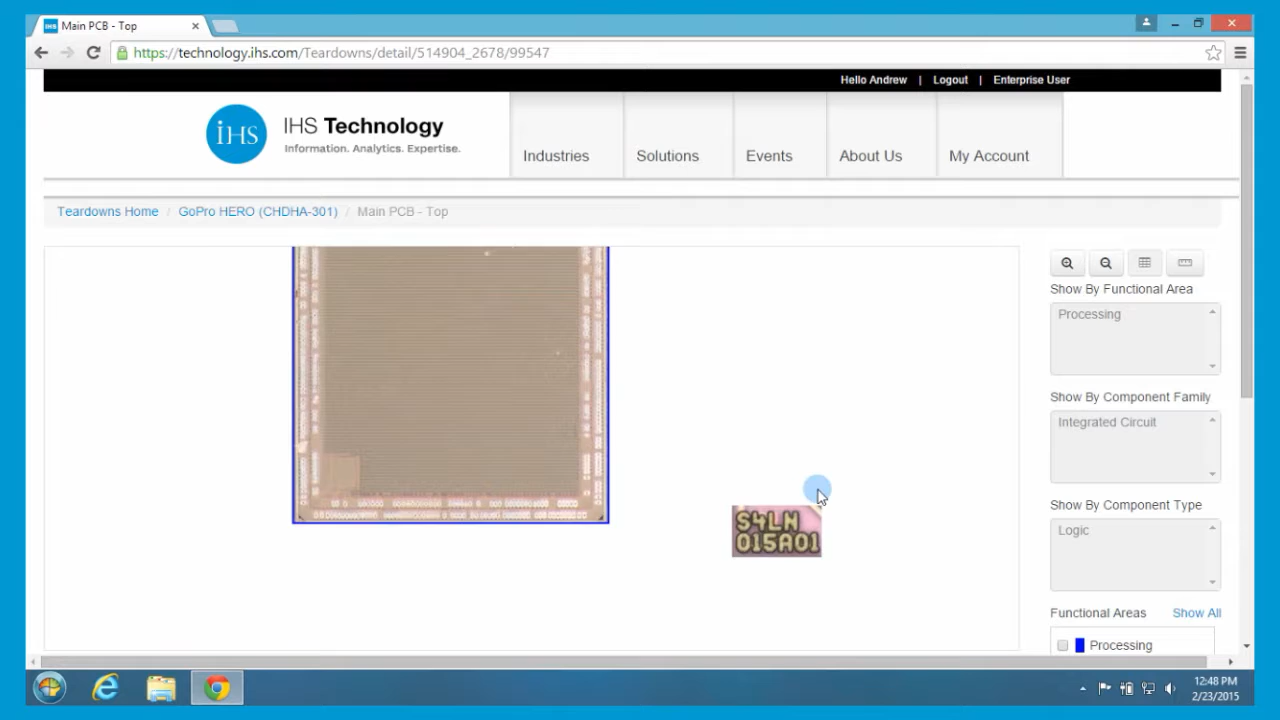 Main PCB - Top
https://technology.ihs.com/Teardowns/detail/514904_2678/99547
Hello Andrew | Logout | Enterprise User
IHS
IHS Technology
Information. Analytics. Expertise.
Industries
Solutions
Events
About Us
My Account
Teardowns Home / GoPro HERO (CHDHA-301) / Main PCB - Top
Show By Functional Area
Processing
Show By Component Family
Integrated Circuit
Show By Component Type
Logic
S4LN
015A01
Functional Areas Show All
Processing
12:48 PM
2/23/2015